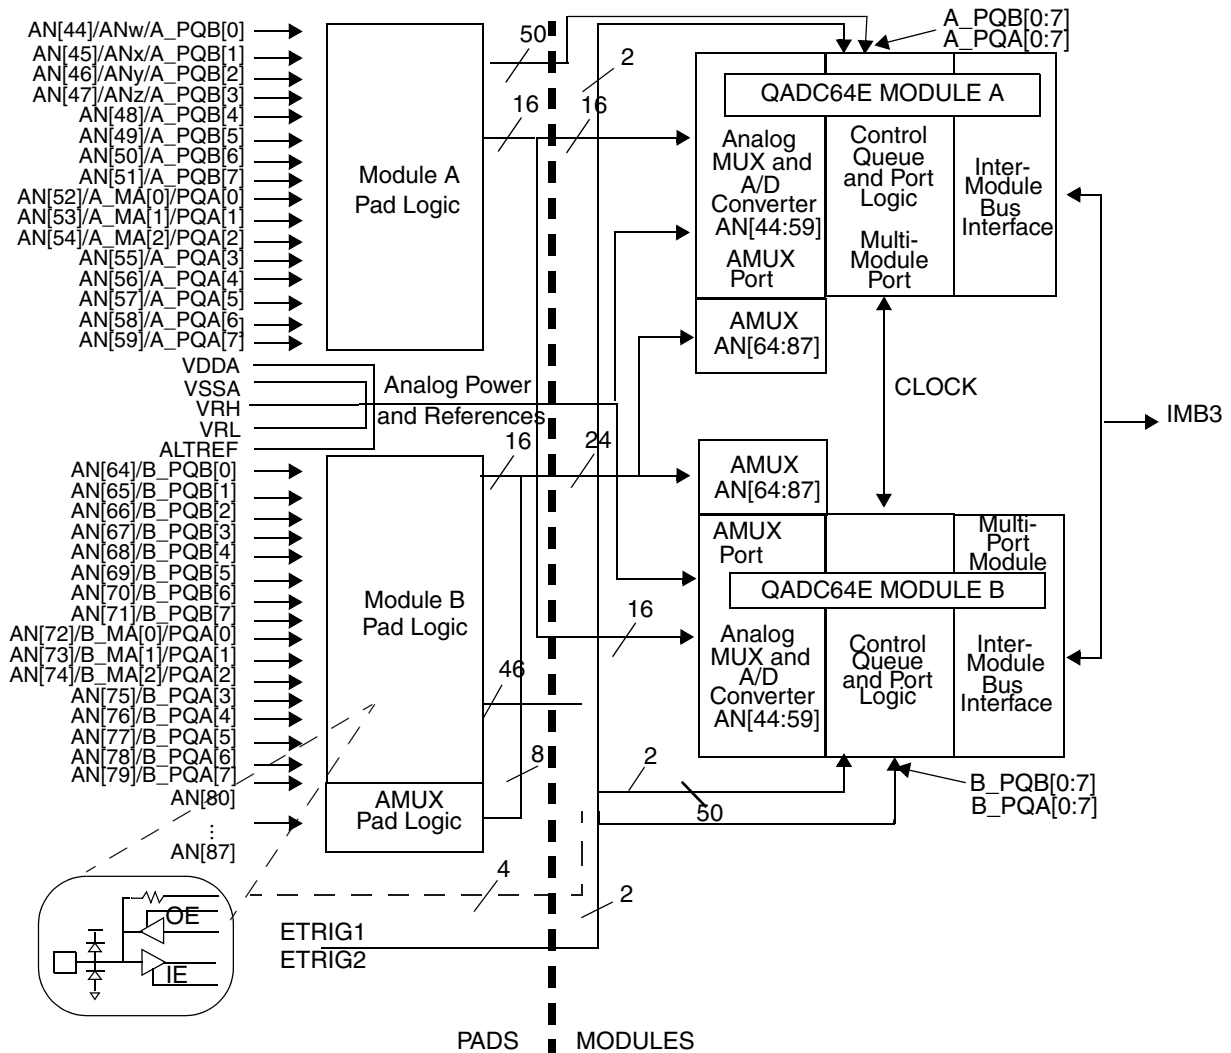 AN[44]/ANw/A_PQB[0]
AN[45]/ANx/A_PQB[1]
AN[46]/ANy/A_PQB[2]
AN[47]/ANz/A_PQB[3]
AN[48]/A_PQB[4]
AN[49]/A_PQB[5]
AN[50]/A_PQB[6]
AN[51]/A_PQB[7]
AN[52]/A_MA[0]/PQA[0]
AN[53]/A_MA[1]/PQA[1]
AN[54]/A_MA[2]/PQA[2]
AN[55]/A_PQA[3]
AN[56]/A_PQA[4]
AN[57]/A_PQA[5]
AN[58]/A_PQA[6]
AN[59]/A_PQA[7]
VDDA
VSSA
VRH
VRL
ALTREF
AN[64]/B_PQB[0]
AN[65]/B_PQB[1]
AN[66]/B_PQB[2]
AN[67]/B_PQB[3]
AN[68]/B_PQB[4]
AN[69]/B_PQB[5]
AN[70]/B_PQB[6]
AN[71]/B_PQB[7]
AN[72]/B_MA[0]/PQA[0]
AN[73]/B_MA[1]/PQA[1]
AN[74]/B_MA[2]/PQA[2]
AN[75]/B_PQA[3]
AN[76]/B_PQA[4]
AN[77]/B_PQA[5]
AN[78]/B_PQA[6]
AN[79]/B_PQA[7]
AN[80]
...
AN[87]
OE
IE
Module A
Pad Logic
Analog Power
and References
Module B
Pad Logic
AMUX
Pad Logic
ETRIG1
ETRIG2
50
2
16
16
16
24
16
46
8
4
2
2
50
A_PQB[0:7]
A_PQA[0:7]
QADC64E MODULE A
Analog
MUX and
A/D
Converter
AN[44:59]
AMUX
Port
Control
Queue
and Port
Logic
Multi-
Module
Port
Inter-
Module
Bus
Interface
AMUX
AN[64:87]
CLOCK
IMB3
AMUX
AN[64:87]
AMUX
Port
Multi-
Port
Module
QADC64E MODULE B
Analog
MUX and
A/D
Converter
AN[44:59]
Control
Queue
and Port
Logic
Inter-
Module
Bus
Interface
B_PQB[0:7]
B_PQA[0:7]
PADS
MODULES